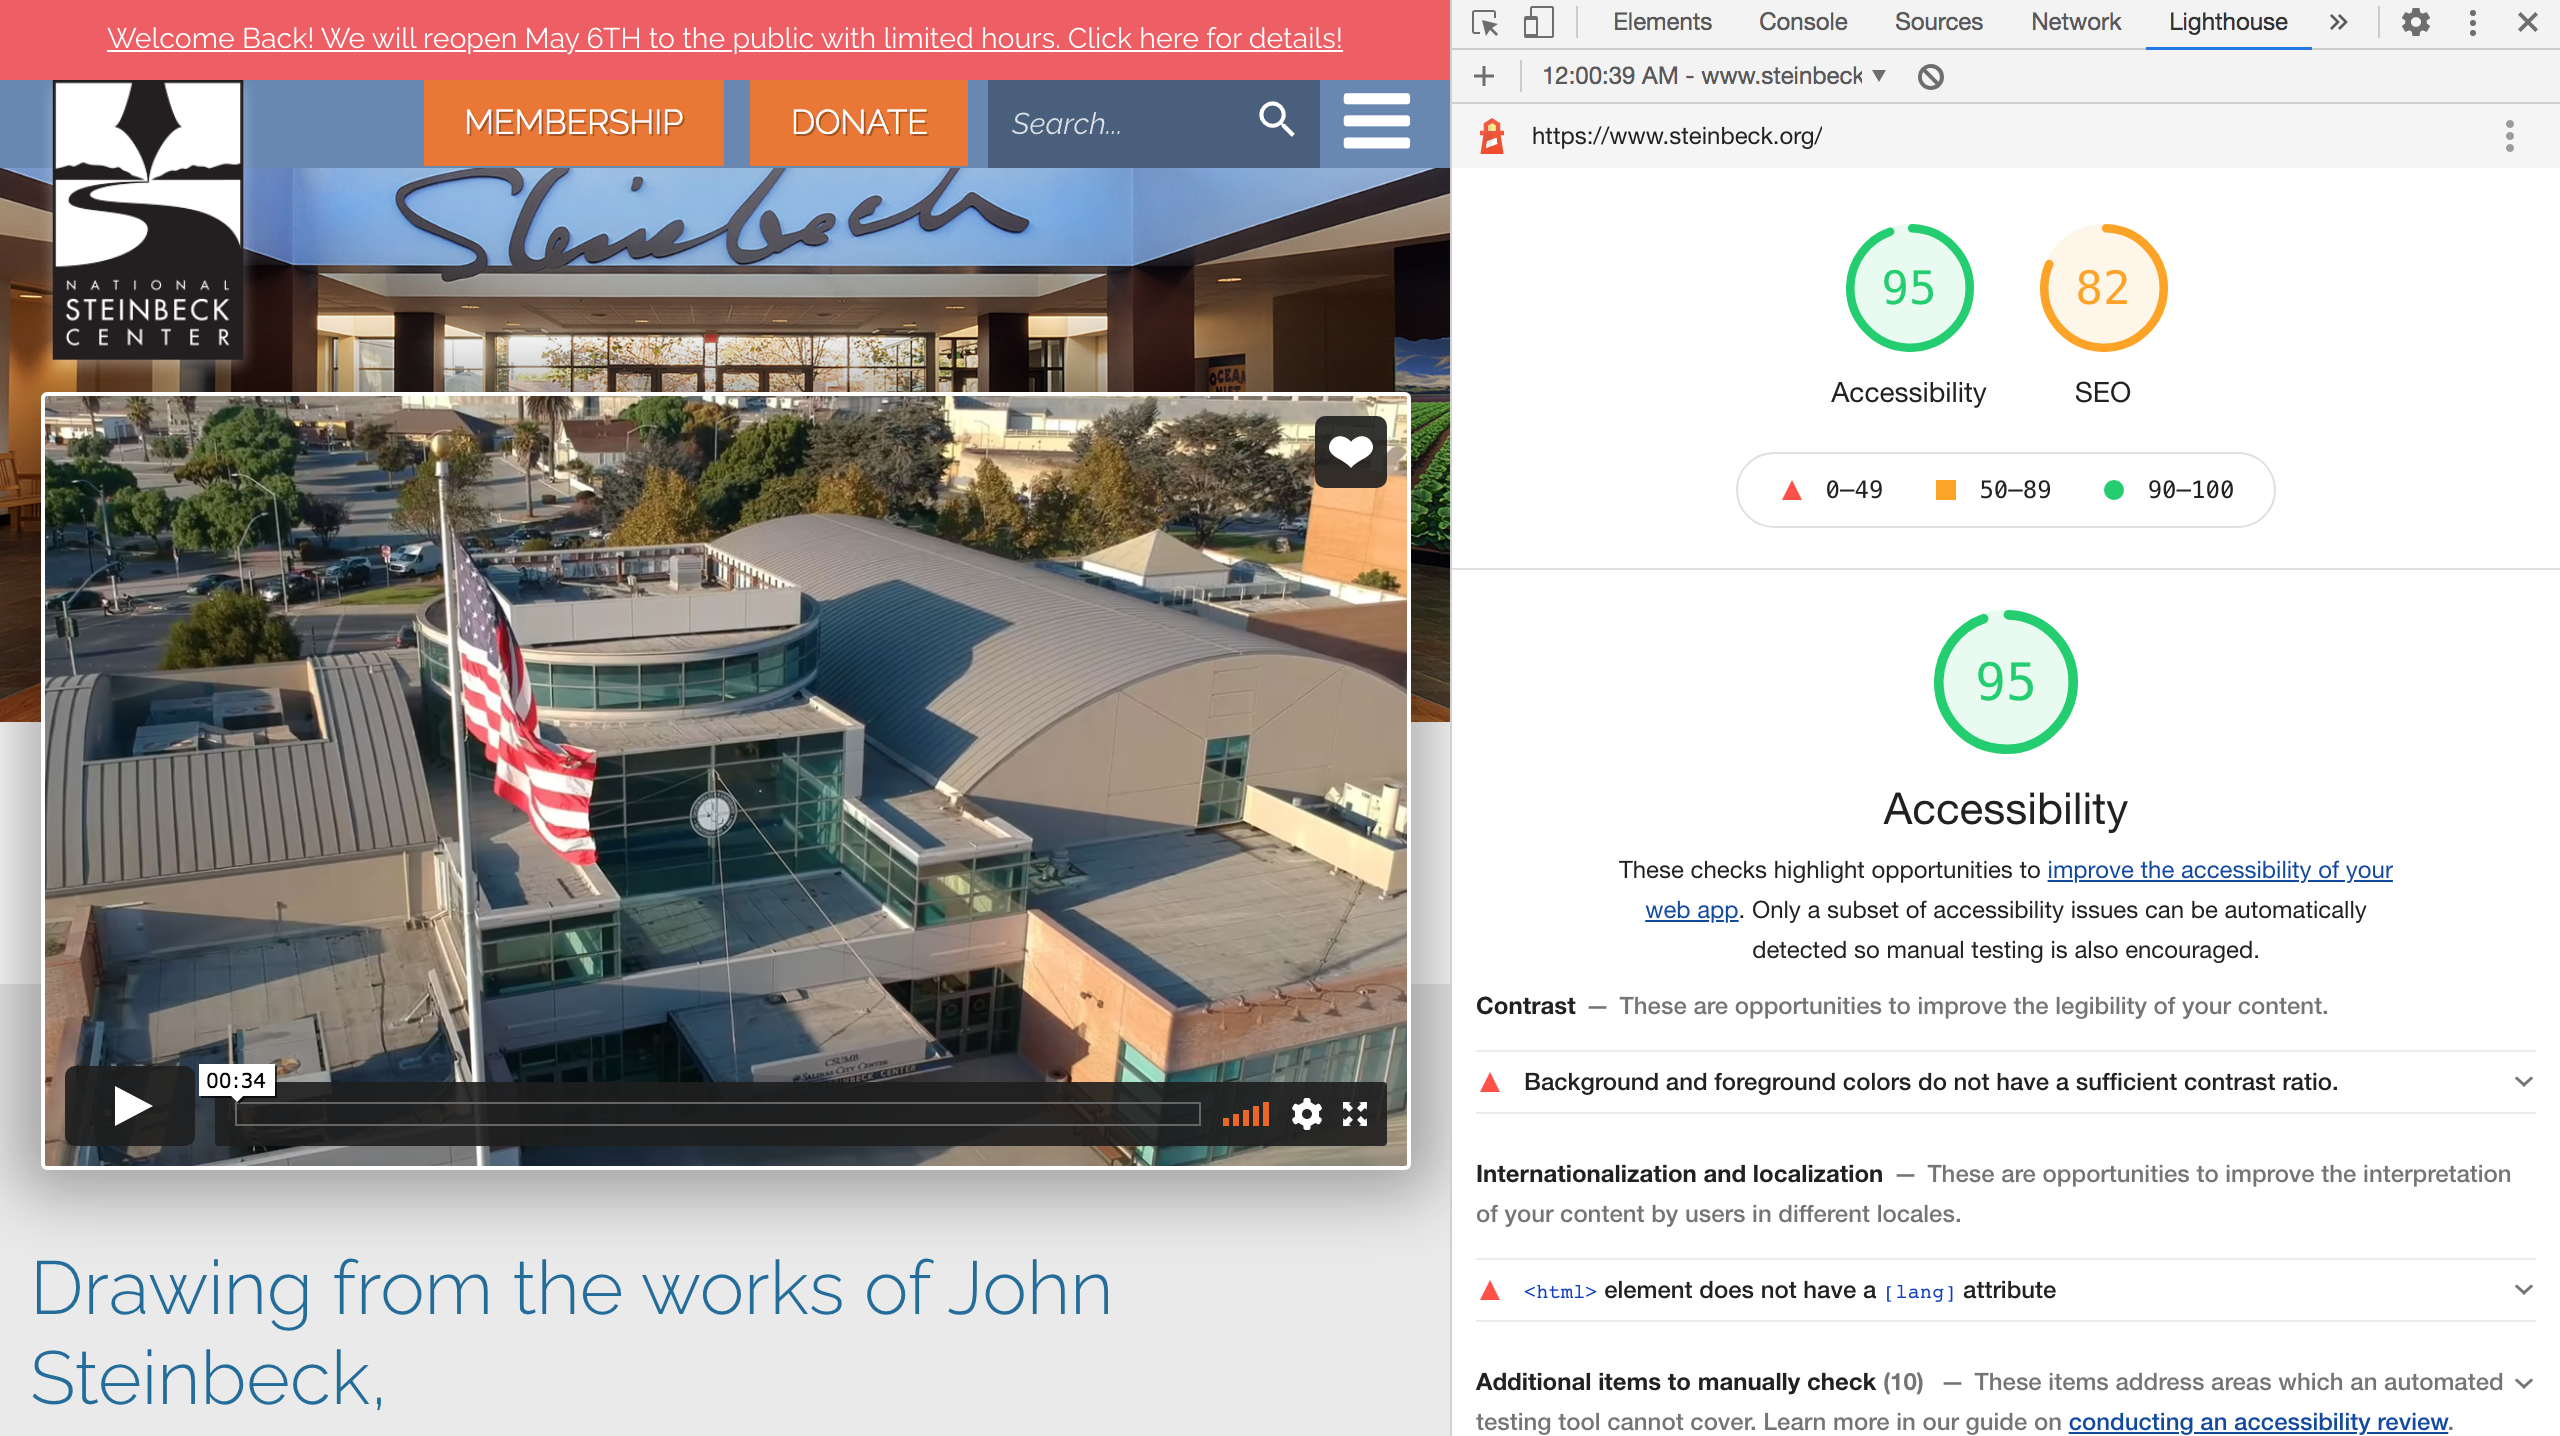 Welcome Back! We will reopen May 6TH to the public with limited hours. Click here for details!
MEMBERSHIP
DONATE
Search...
Steinbeck
NATIONAL
STEINBECK
CENTER
OCEAN
CSUMB
@ SALINAS CITY CENTER
STEINBECK CENTER
00:34
Drawing from the works of John
Steinbeck,
Elements
Console
Sources
Network
Lighthouse
12:00:39 AM - www.steinbeck
https://www.steinbeck.org/
95
82
Accessibility
SEO
0–49
50–89
90–100
95
Accessibility
These checks highlight opportunities to improve the accessibility of your
web app. Only a subset of accessibility issues can be automatically
detected so manual testing is also encouraged.
Contrast — These are opportunities to improve the legibility of your content.
Background and foreground colors do not have a sufficient contrast ratio.
Internationalization and localization — These are opportunities to improve the interpretation
of your content by users in different locales.
<html> element does not have a [lang] attribute
Additional items to manually check (10) — These items address areas which an automated
testing tool cannot cover. Learn more in our guide on conducting an accessibility review.